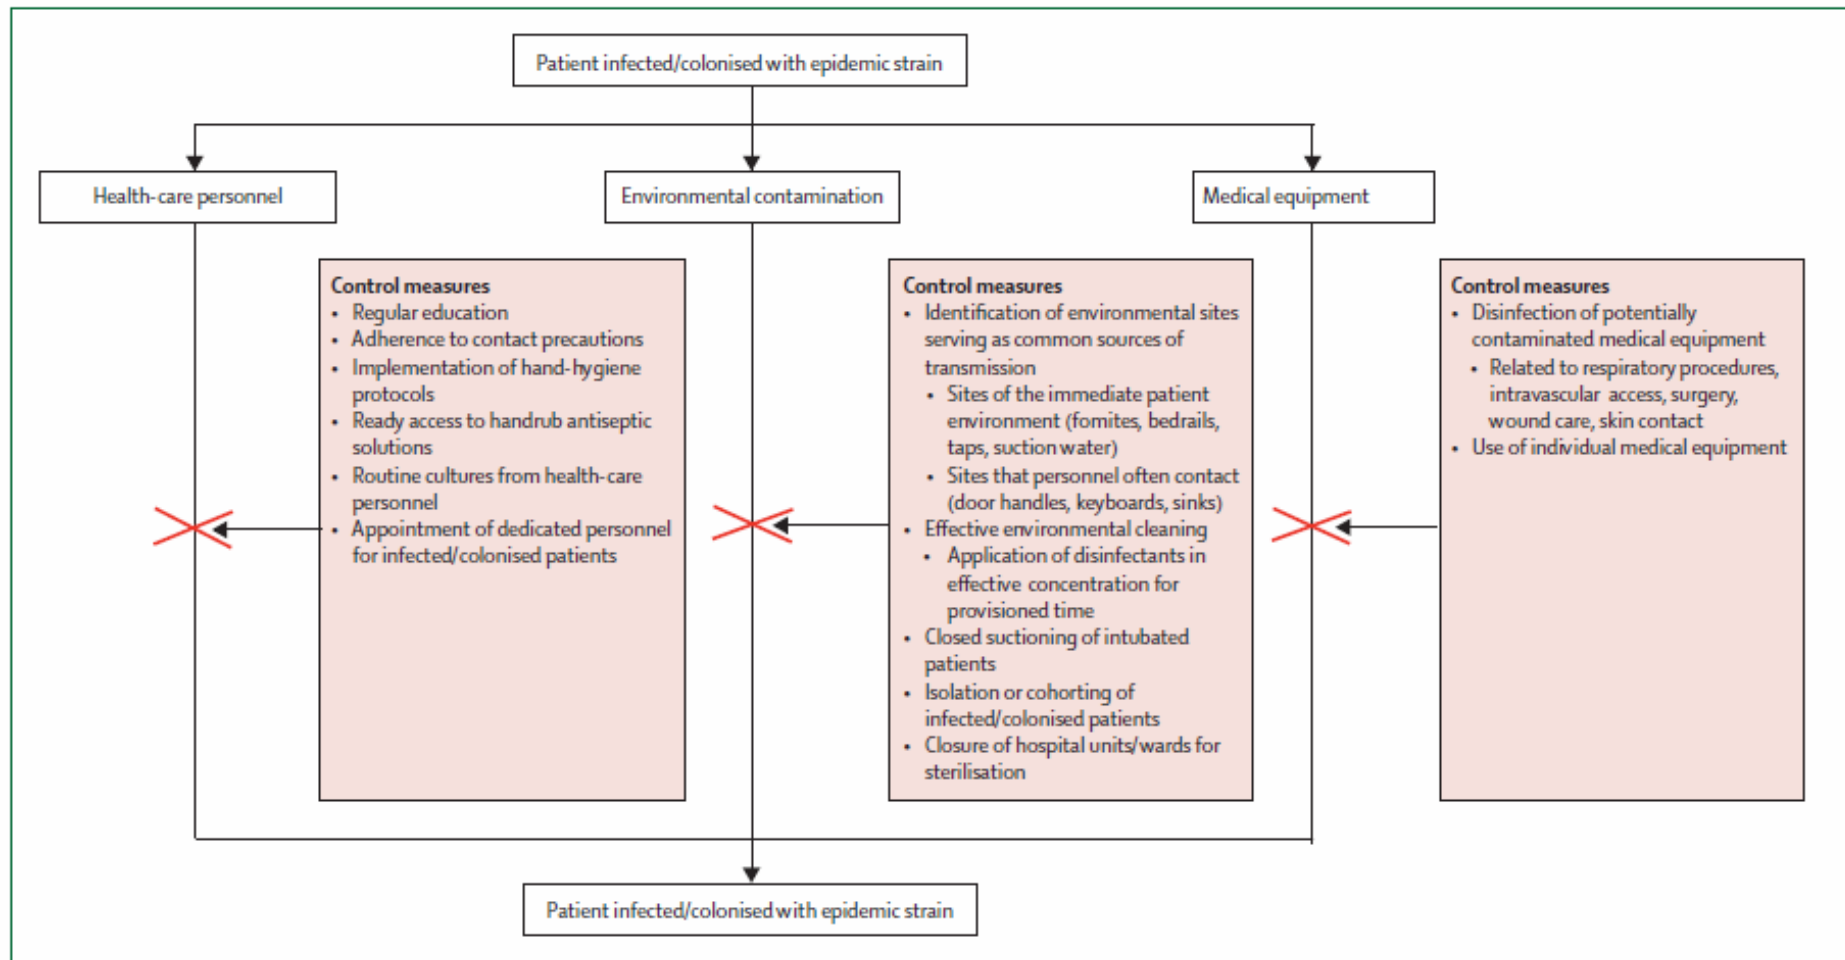 Patient infected/colonised with epidemic strain
Health-care personnel
Environmental contamination
Medical equipment
Control measures
• Regular education
• Adherence to contact precautions
• Implementation of hand-hygiene
protocols
• Ready access to handrub antiseptic
solutions
• Routine cultures from health-care
personnel
• Appointment of dedicated personnel
for infected/colonised patients
Control measures
• Identification of environmental sites
serving as common sources of
transmission
• Sites of the immediate patient
environment (fomites, bedrails,
taps, suction water)
• Sites that personnel often contact
(door handles, keyboards, sinks)
• Effective environmental cleaning
• Application of disinfectants in
effective concentration for
provisioned time
• Closed suctioning of intubated
patients
• Isolation or cohorting of
infected/colonised patients
• Closure of hospital units/wards for
sterilisation
Control measures
• Disinfection of potentially
contaminated medical equipment
• Related to respiratory procedures,
intravascular access, surgery,
wound care, skin contact
• Use of individual medical equipment
Patient infected/colonised with epidemic strain